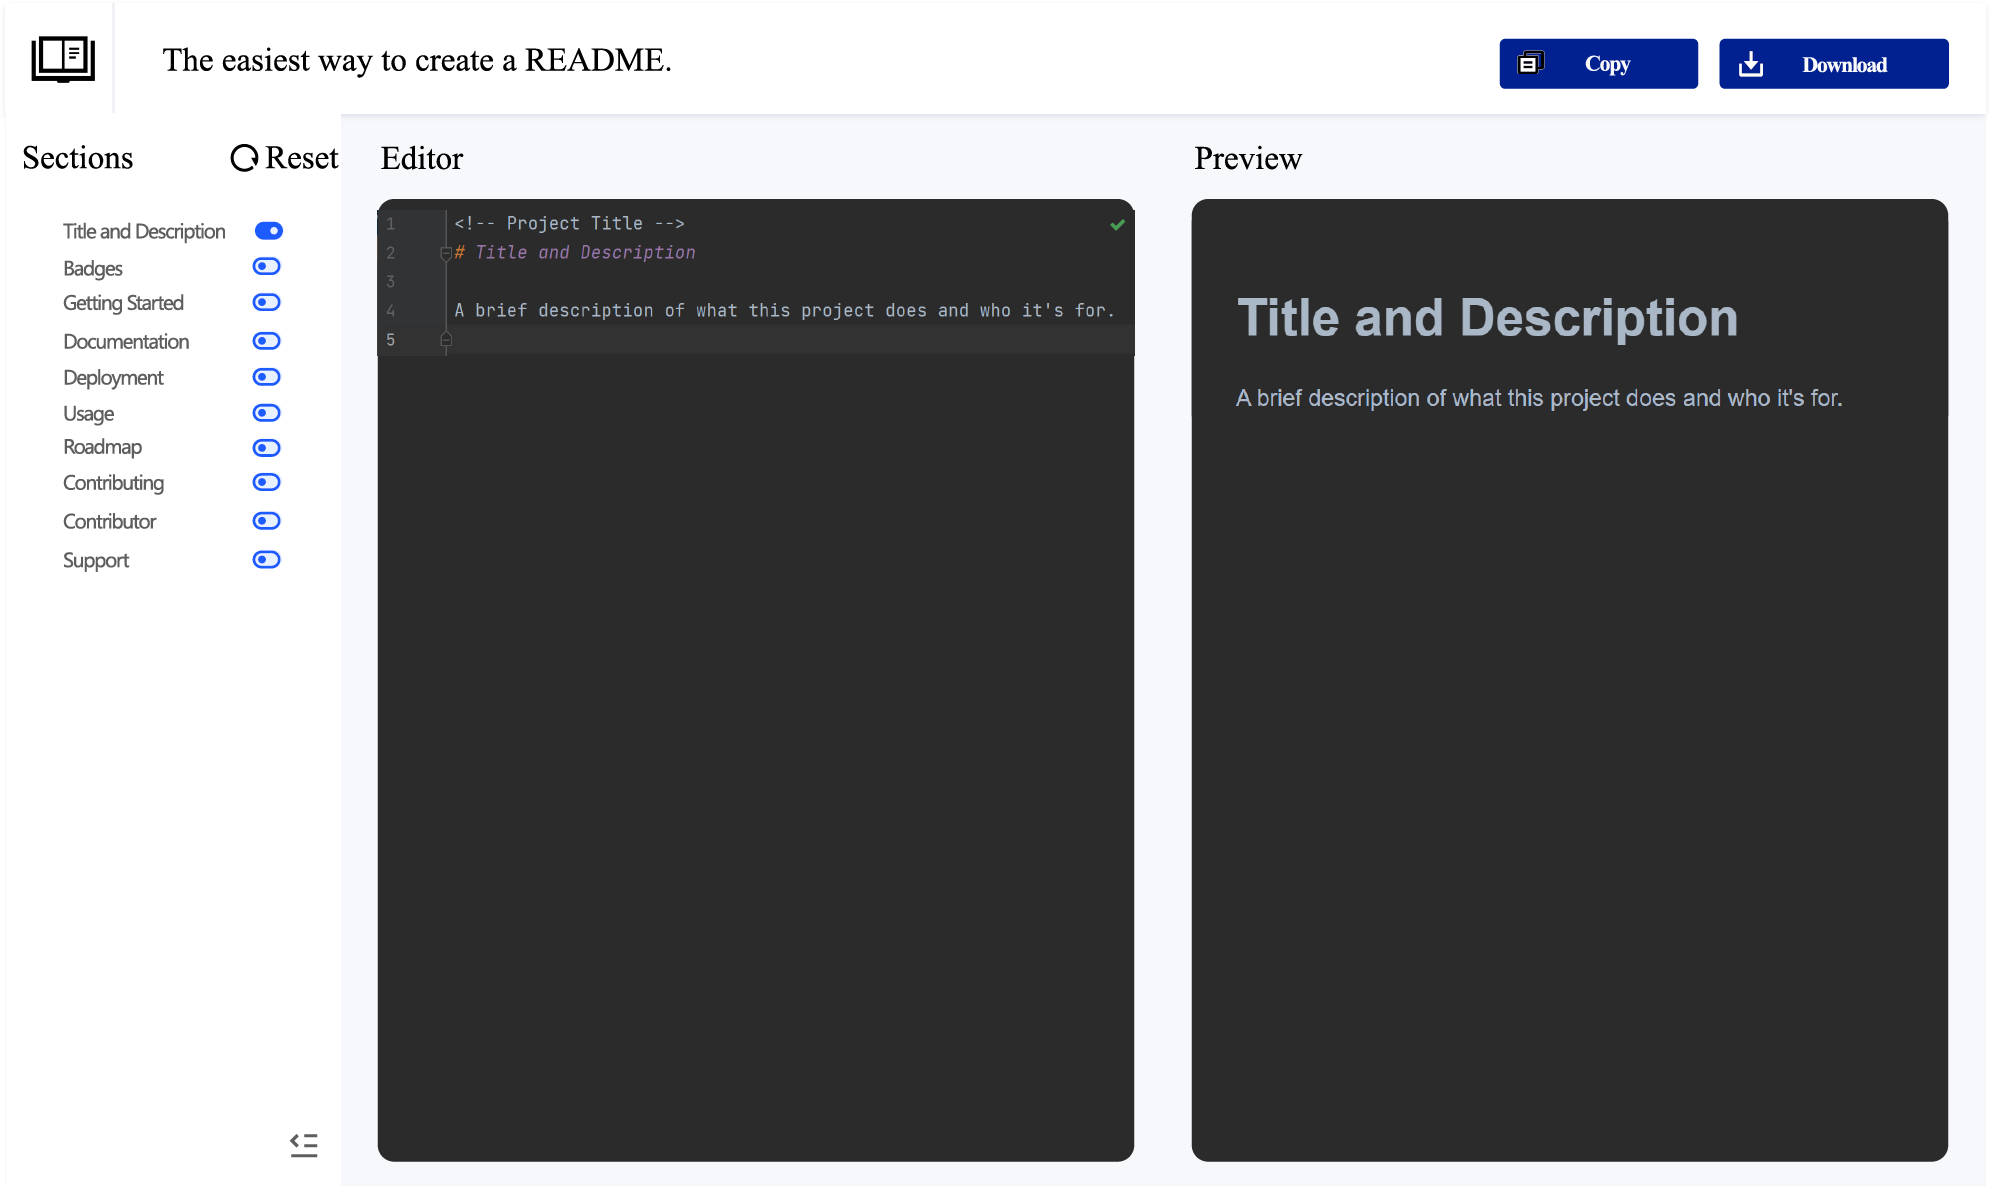 The easiest way to create a README.
Copy
Download
Sections
Reset
Title and Description
Badges
Getting Started
Documentation
Deployment
Usage
Roadmap
Contributing
Contributor
Support
Editor
1 <!-- Project Title -->
2 # Title and Description
3
4 A brief description of what this project does and who it's for.
5
Preview
Title and Description
A brief description of what this project does and who it's for.